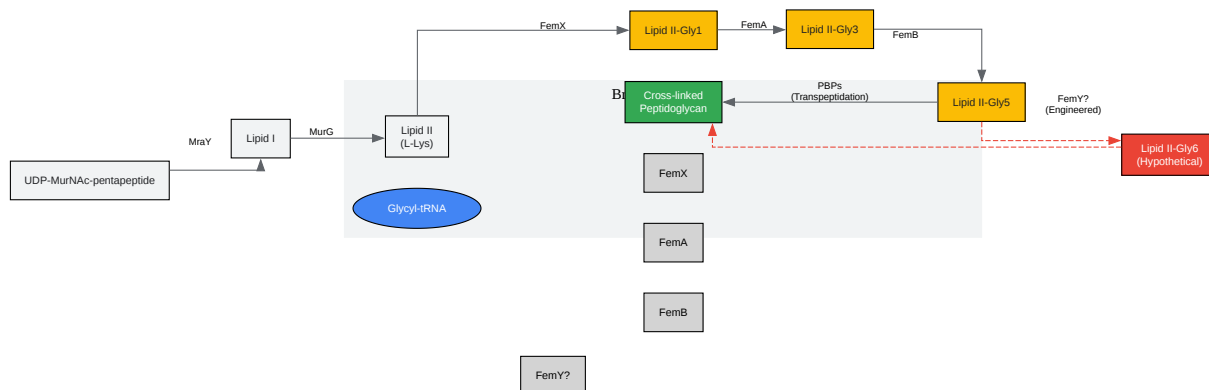 FemX
Lipid II-Gly1
FemA
Lipid II-Gly3
FemB
Cross-linked
Peptidoglycan
PBPs
(Transpeptidation)
Lipid II-Gly5
FemY?
(Engineered)
MraY
Lipid I
MurG
Lipid II
(L-Lys)
Lipid II-Gly6
(Hypothetical)
UDP-MurNAc-pentapeptide
FemX
Glycyl-tRNA
FemA
FemB
FemY?